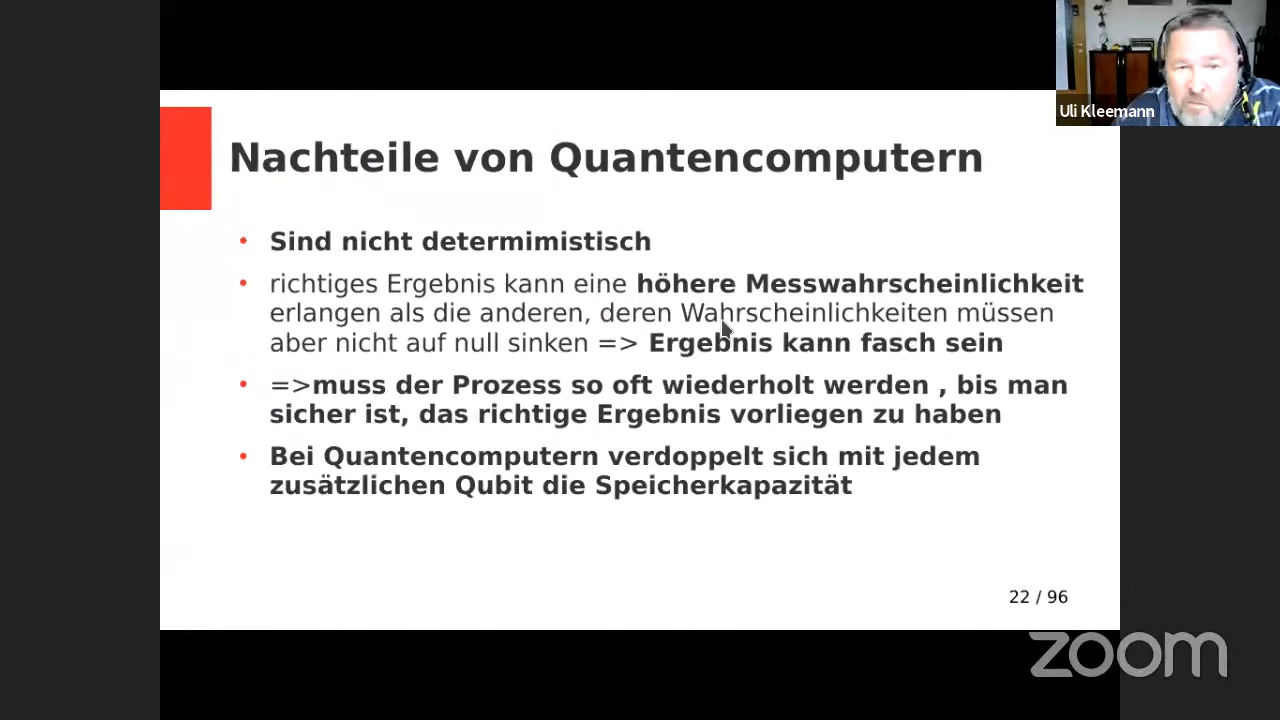 Uli Kleemann
Nachteile von Quantencomputern
• Sind nicht determimistisch
• richtiges Ergebnis kann eine höhere Messwahrscheinlichkeit
erlangen als die anderen, deren Wahrscheinlichkeiten müssen
aber nicht auf null sinken => Ergebnis kann fasch sein
• =>muss der Prozess so oft wiederholt werden , bis man
sicher ist, das richtige Ergebnis vorliegen zu haben
• Bei Quantencomputern verdoppelt sich mit jedem
zusätzlichen Qubit die Speicherkapazität
22 / 96
zoom